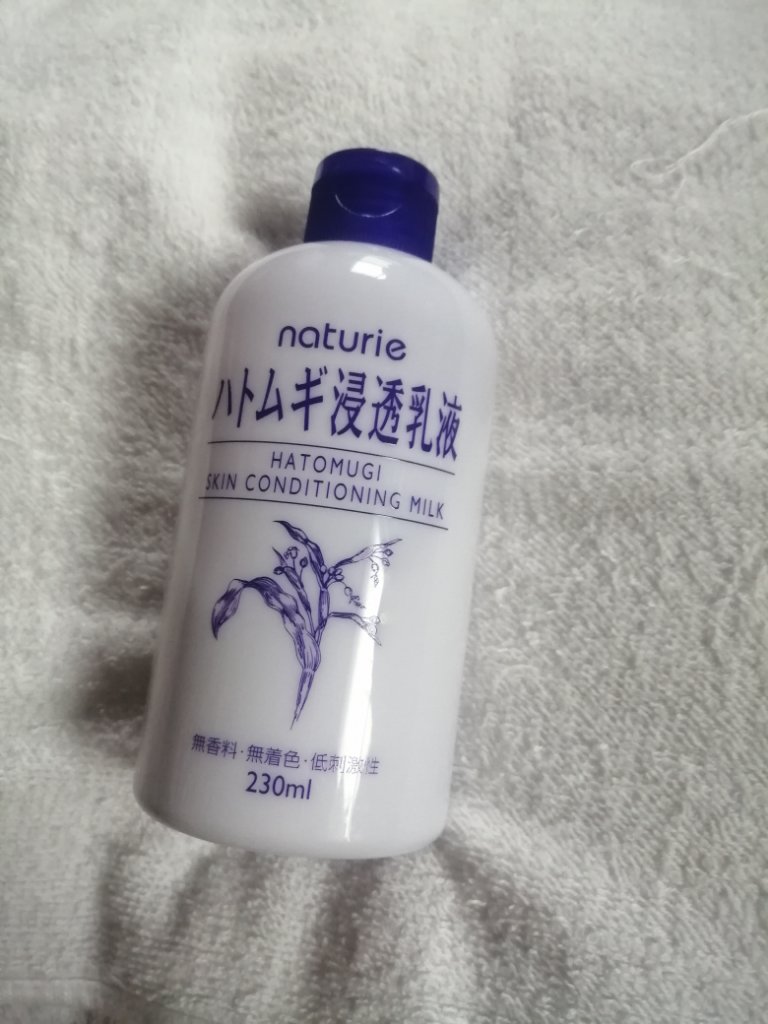 naturie
ハトムギ浸透乳液
HATOMUGI
SKIN CONDITIONING MILK
無香料・無着色・低刺激性
230ml